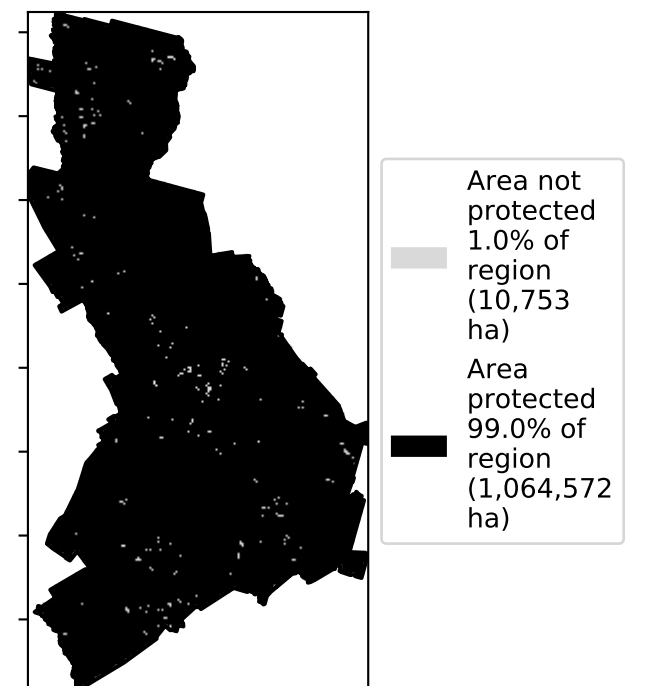 Area not
protected
1.0% of
region
(10,753
ha)
Area
protected
99.0% of
region
(1,064,572
ha)